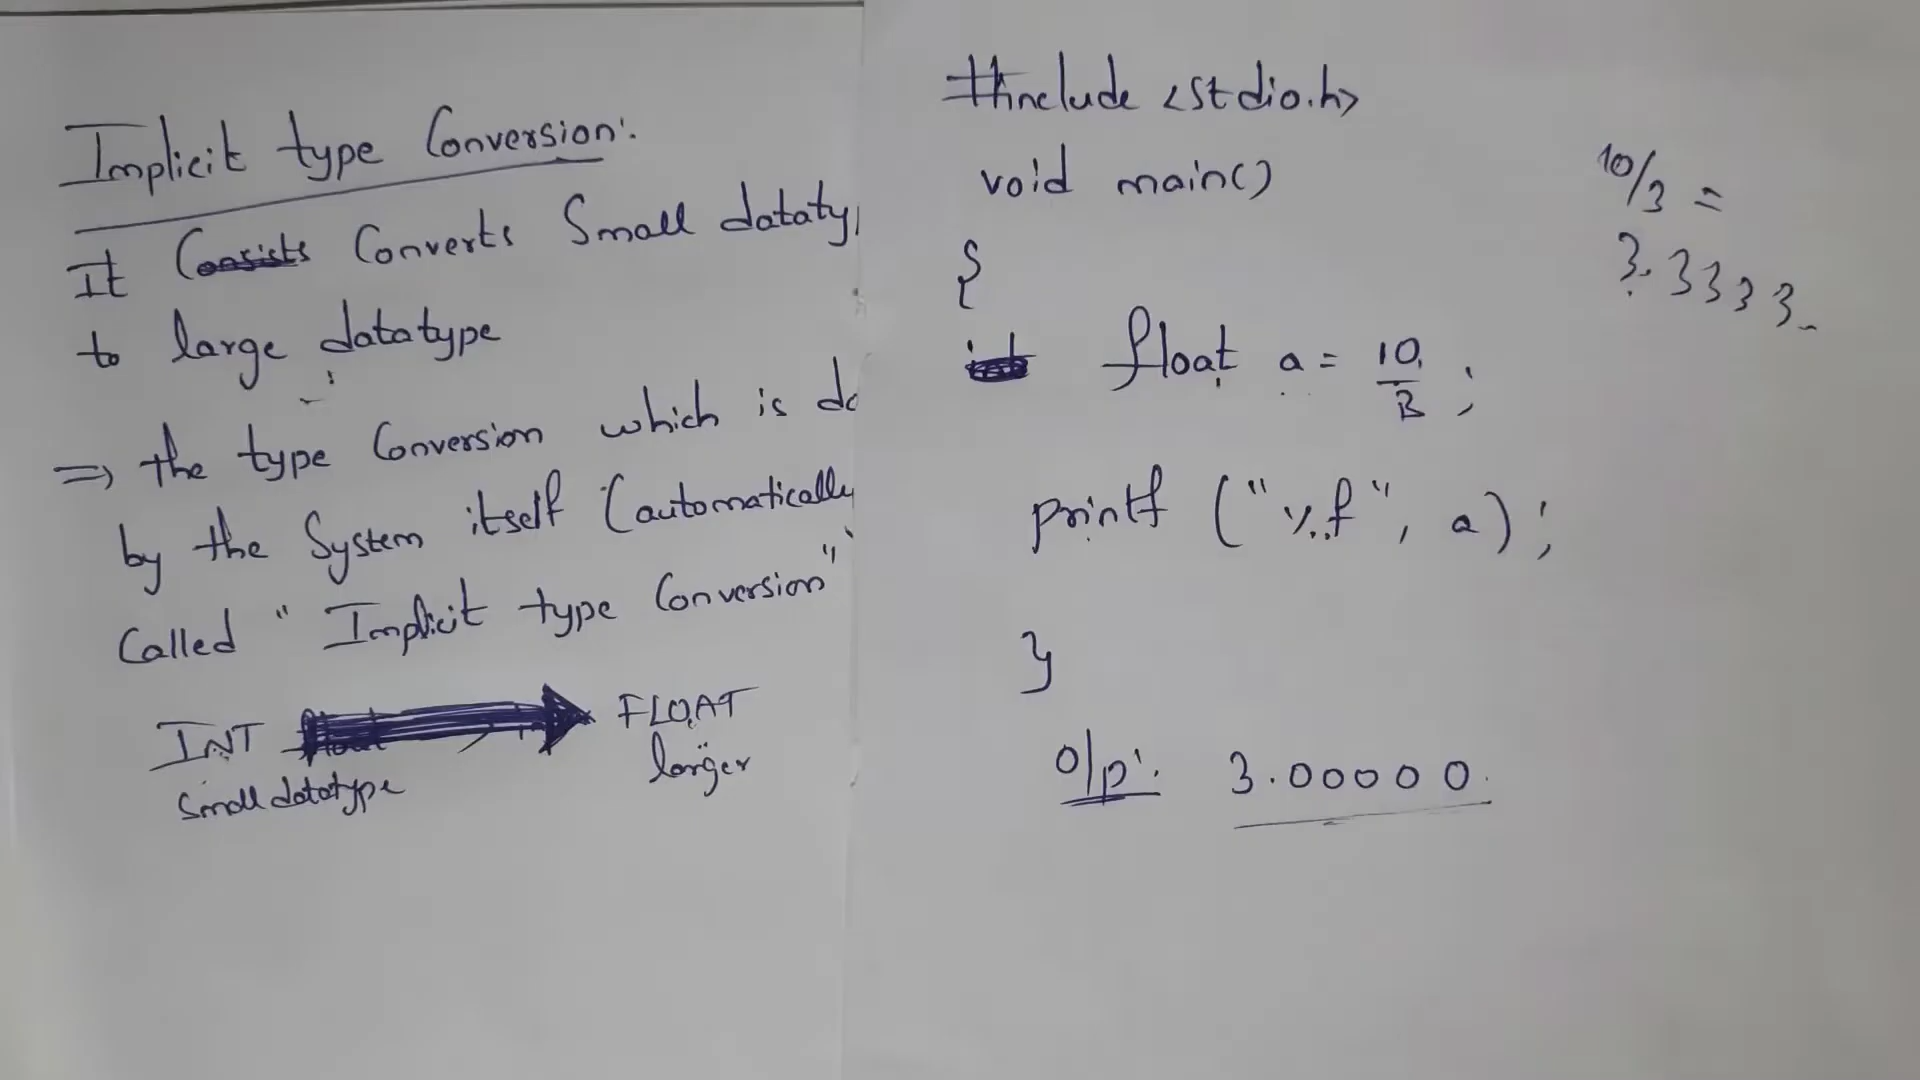 Implicit type Conversion:
It Consists Converts Small dataty
to large datatype
=> the type Conversion which is do
by the System itself (automatically
Called "Implicit type Conversion"
INT FLOAT
Small datatype larger
#include <stdio.h>
void main()
{
int float a = 10/3;
printf ("%f", a);
}
o/p: 3.00000
10/3 =
3.3333